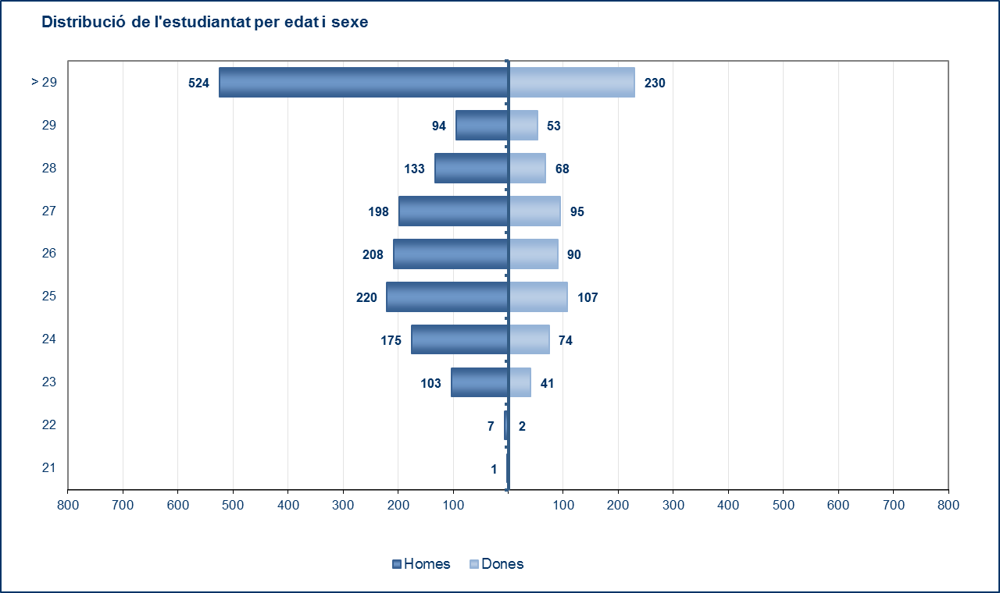 Distribució de l'estudiantat per edat i sexe
> 29 524 230
29 94 53
28 133 68
27 198 95
26 208 90
25 220 107
24 175 74
23 103 41
22 7 2
21 1
800 700 600 500 400 300 200 100 100 200 300 400 500 600 700 800
Homes Dones